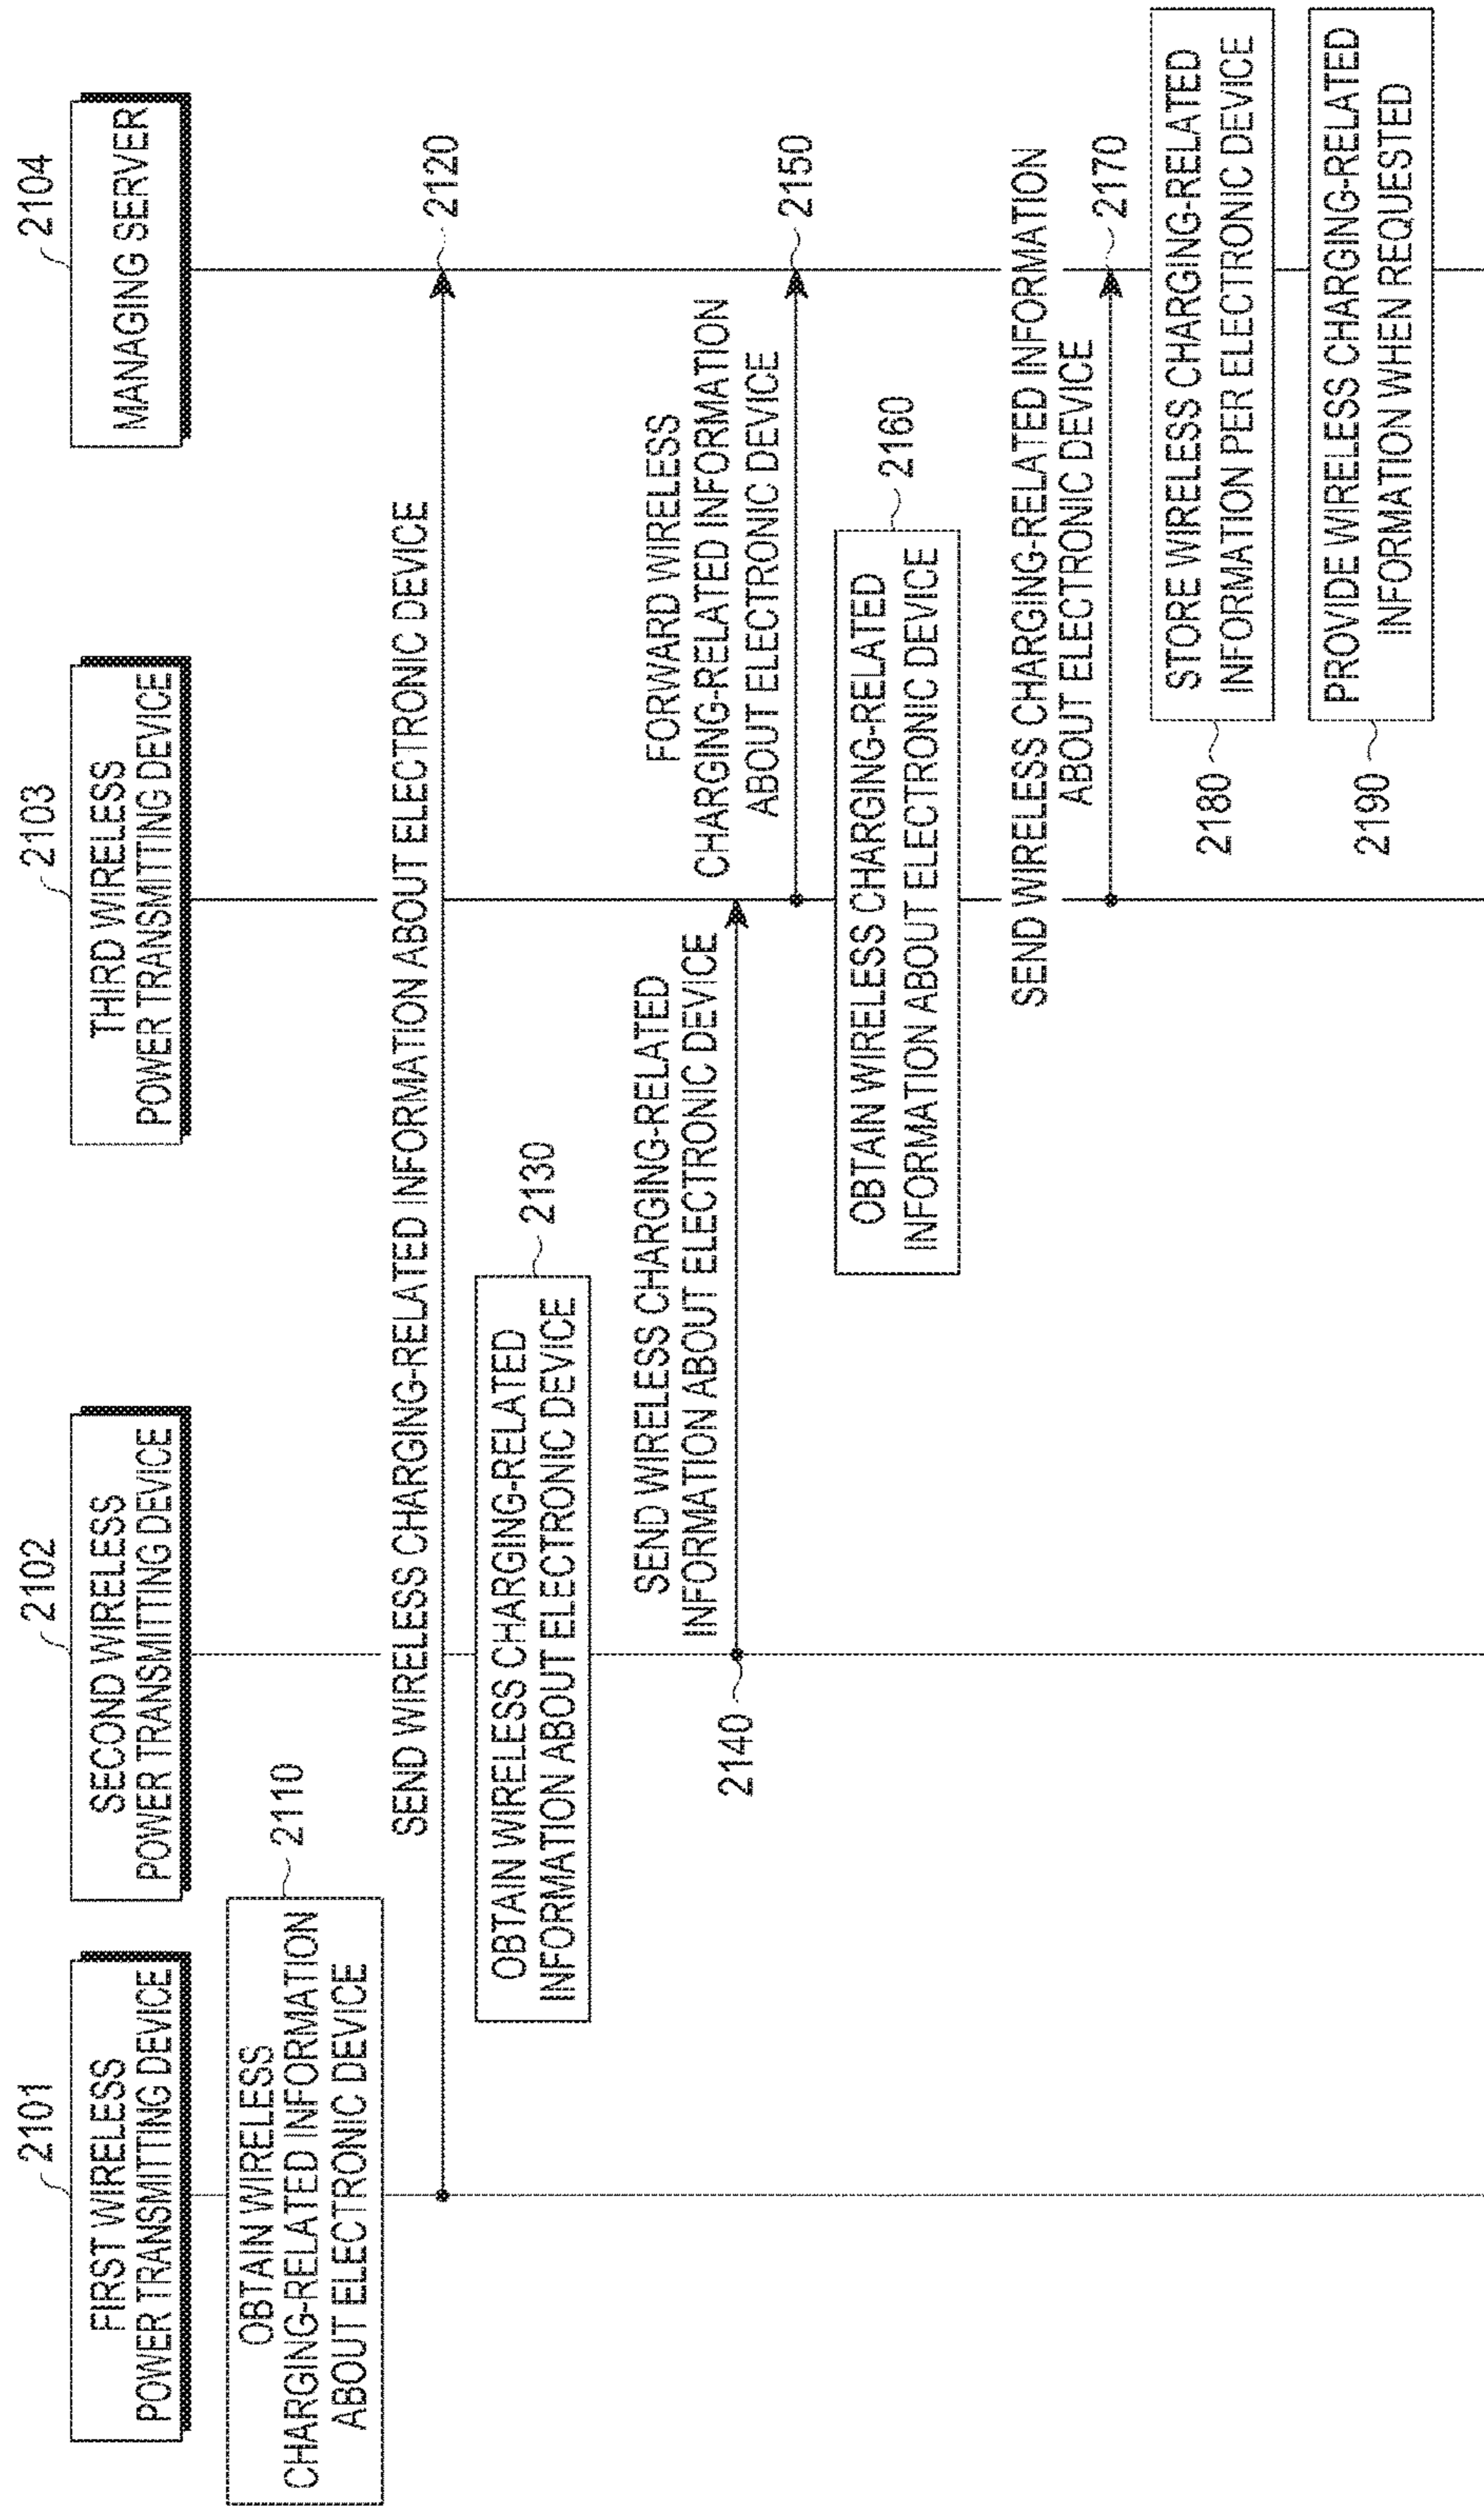 2101
FIRST WIRELESS
POWER TRANSMITTING DEVICE
2102
SECOND WIRELESS
POWER TRANSMITTING DEVICE
2103
THIRD WIRELESS
POWER TRANSMITTING DEVICE
2104
MANAGING SERVER
OBTAIN WIRELESS
CHARGING-RELATED INFORMATION
ABOUT ELECTRONIC DEVICE
2110
SEND WIRELESS CHARGING-RELATED INFORMATION ABOUT ELECTRONIC DEVICE
2120
OBTAIN WIRELESS CHARGING-RELATED
INFORMATION ABOUT ELECTRONIC DEVICE
2130
SEND WIRELESS CHARGING-RELATED
INFORMATION ABOUT ELECTRONIC DEVICE
2140
FORWARD WIRELESS
CHARGING-RELATED INFORMATION
ABOUT ELECTRONIC DEVICE
2150
OBTAIN WIRELESS CHARGING-RELATED
INFORMATION ABOUT ELECTRONIC DEVICE
2160
SEND WIRELESS CHARGING-RELATED INFORMATION
ABOUT ELECTRONIC DEVICE
2170
2180
STORE WIRELESS CHARGING-RELATED
INFORMATION PER ELECTRONIC DEVICE
2190
PROVIDE WIRELESS CHARGING-RELATED
INFORMATION WHEN REQUESTED